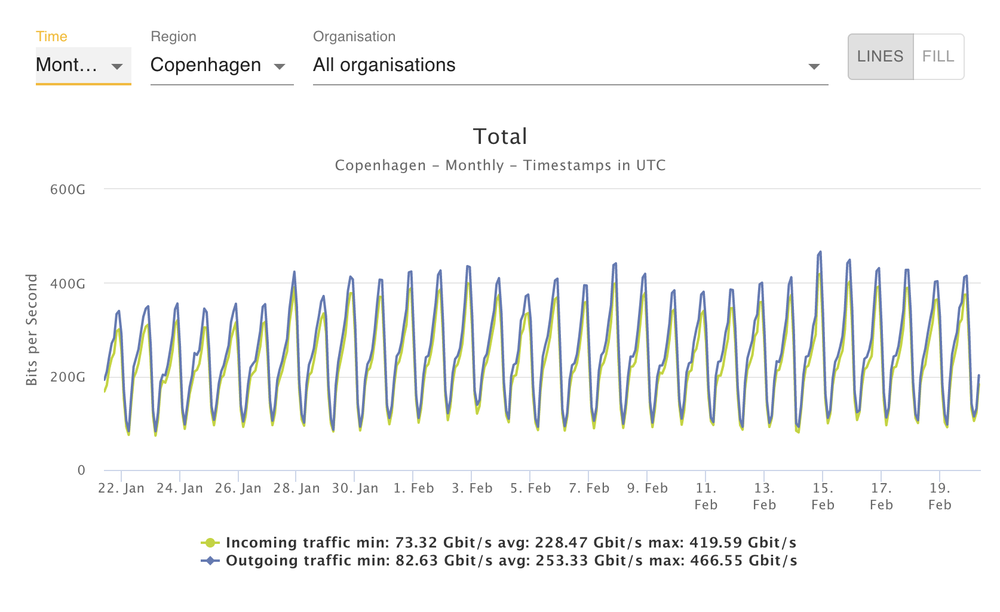 Time Region Organisation
Mont... Copenhagen All organisations LINES FILL
Total
Copenhagen – Monthly – Timestamps in UTC
600G
400G
200G
0
Bits per Second
22. Jan 24. Jan 26. Jan 28. Jan 30. Jan 1. Feb 3. Feb 5. Feb 7. Feb 9. Feb 11. Feb 13. Feb 15. Feb 17. Feb 19. Feb
Incoming traffic min: 73.32 Gbit/s avg: 228.47 Gbit/s max: 419.59 Gbit/s
Outgoing traffic min: 82.63 Gbit/s avg: 253.33 Gbit/s max: 466.55 Gbit/s